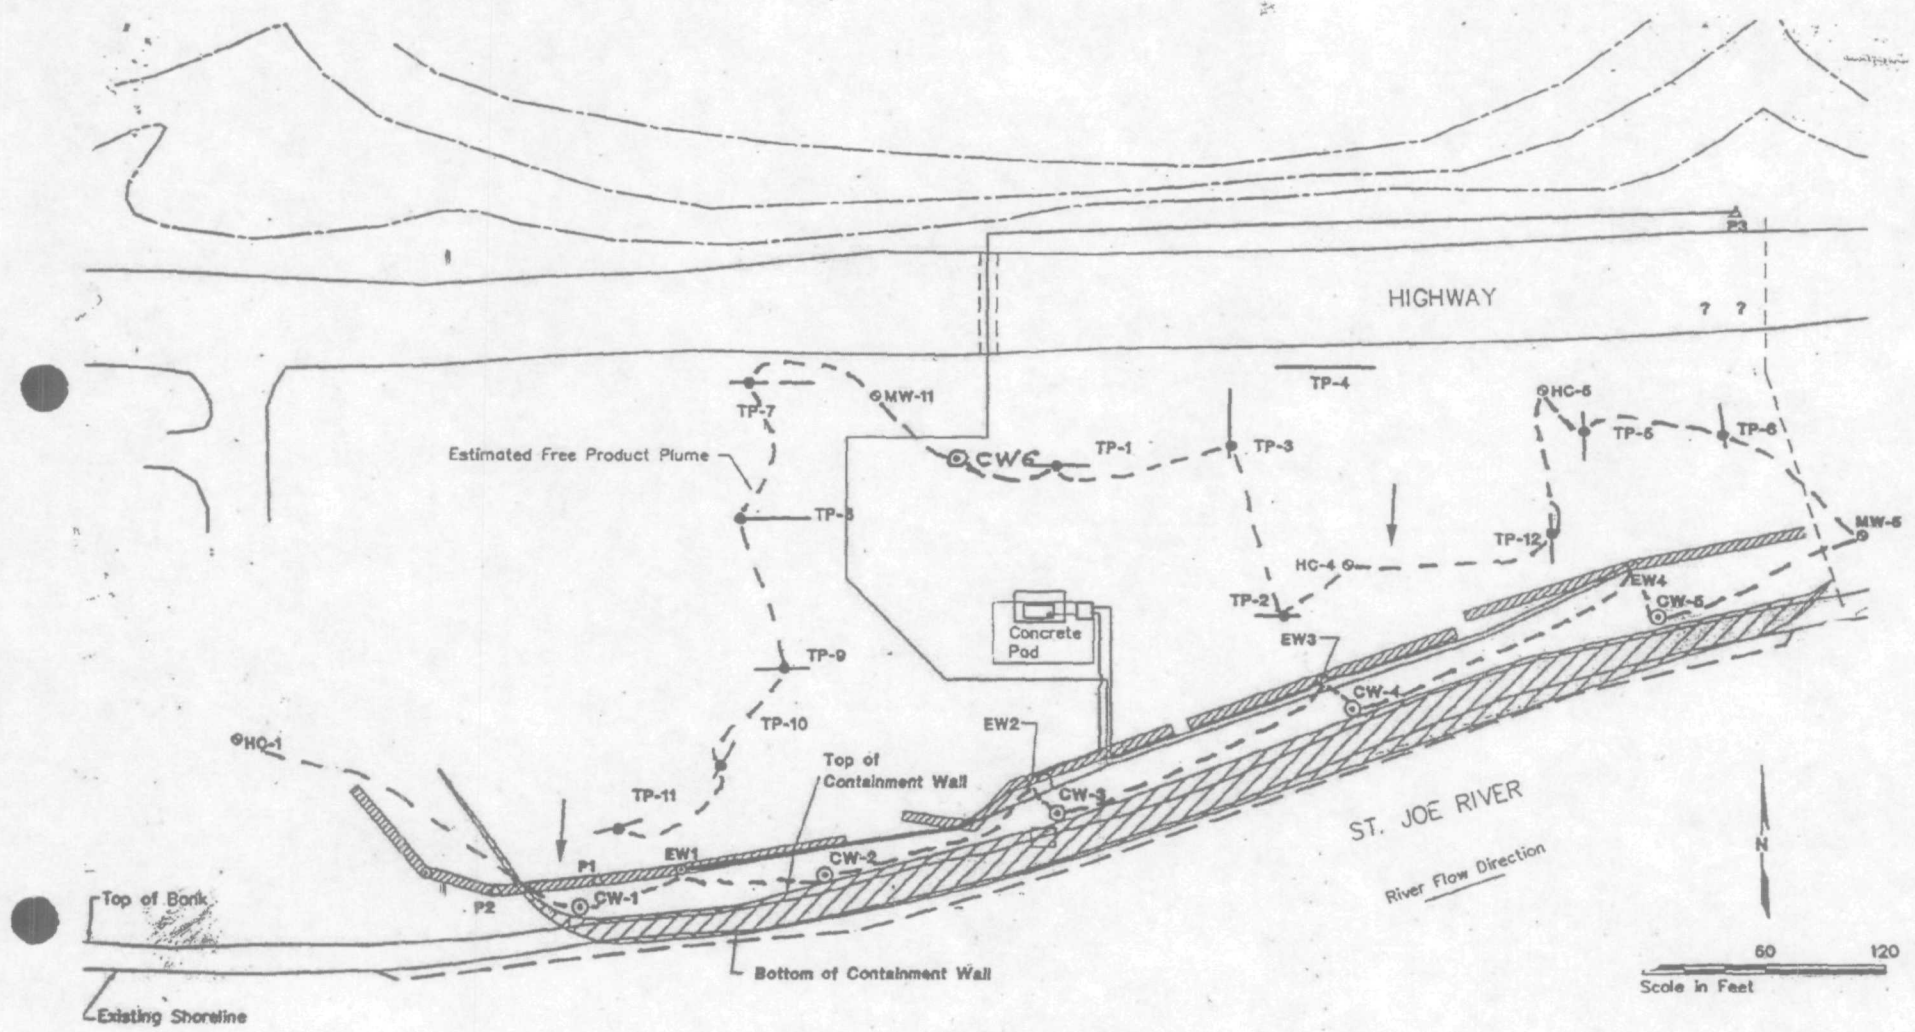 P3
HIGHWAY
? ?
TP-4
TP-7
MW-11
HC-5
TP-1
TP-3
TP-5
TP-6
Estimated Free Product Plume
CW6
MW-5
TP-12
HC-4
TP-2
EW4
CW-5
Concrete
Pad
EW3
TP-9
CW-4
TP-10
EW2
HC-1
Top of
Containment Wall
CW-3
TP-11
ST. JOE RIVER
N
P1
EW1
CW-2
River Flow Direction
Top of Bank
P2
CW-1
60 120
Bottom of Containment Wall
Scale in Feet
Existing Shoreline